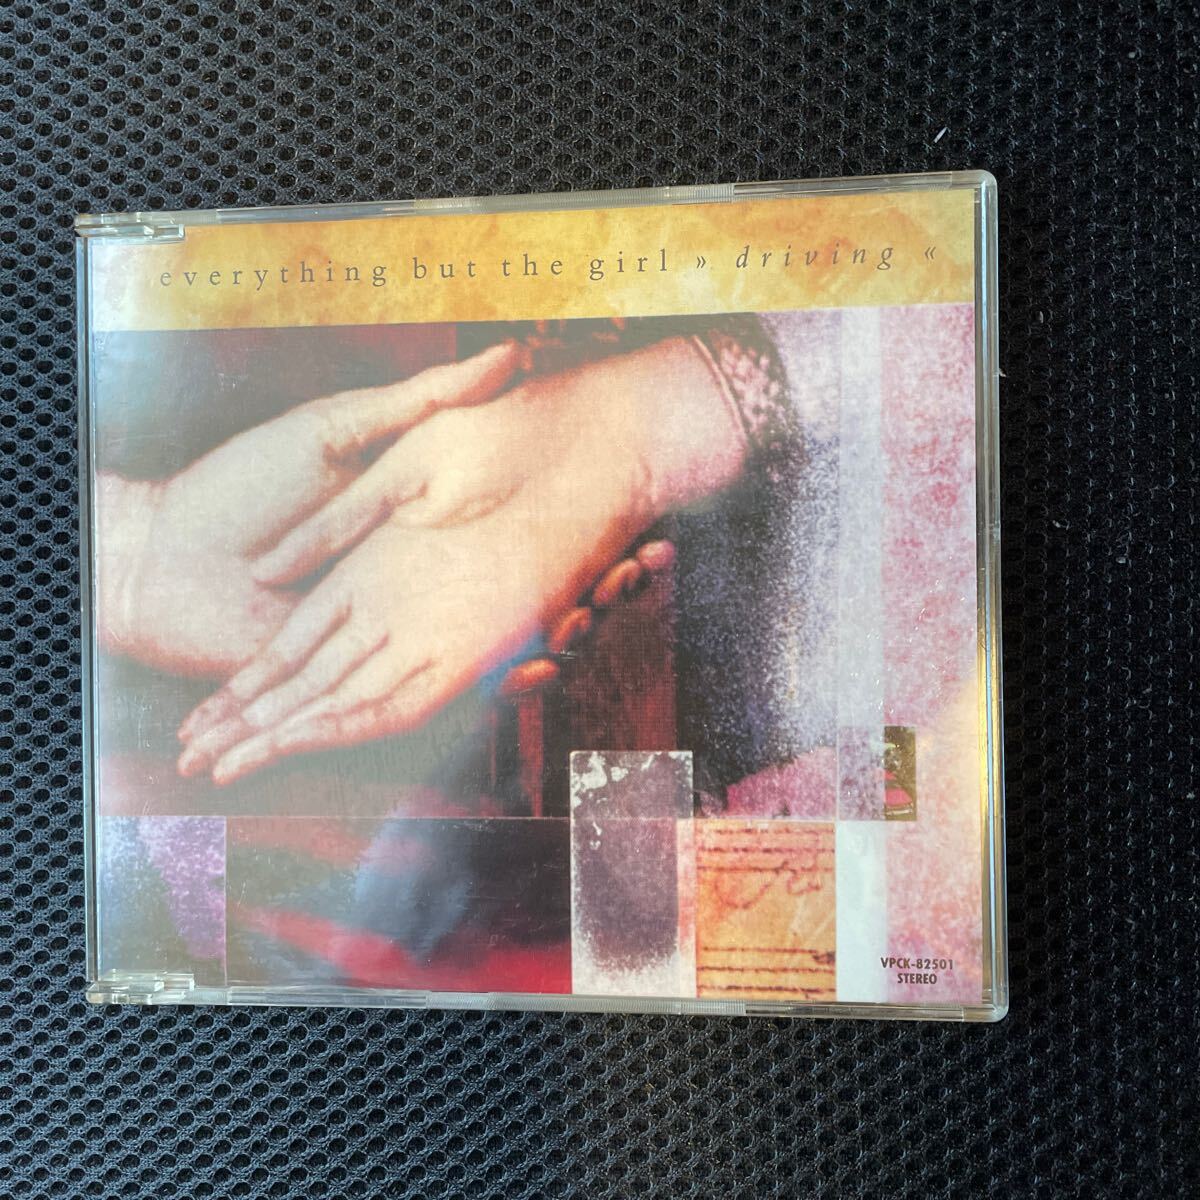 everything but the girl » driving «
VPCK-82501
STEREO